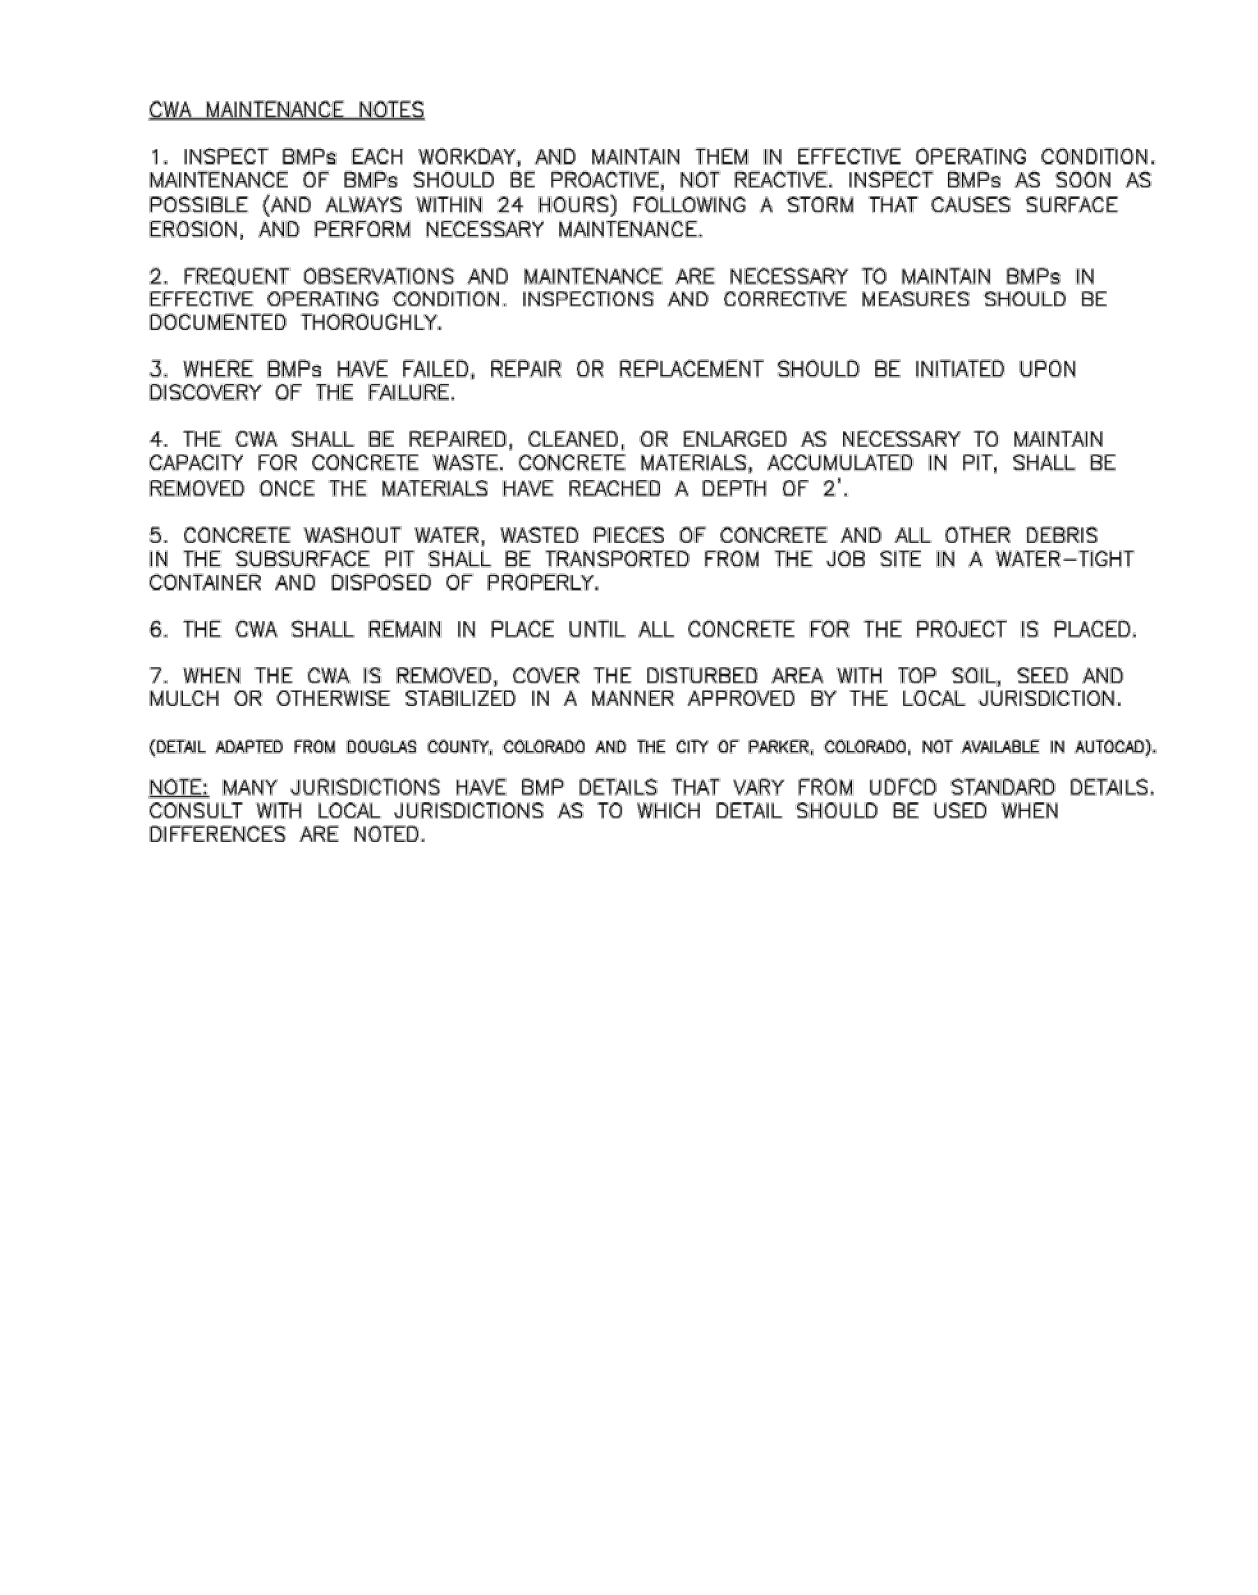 CWA MAINTENANCE NOTES
1. INSPECT BMPs EACH WORKDAY, AND MAINTAIN THEM IN EFFECTIVE OPERATING CONDITION.
MAINTENANCE OF BMPs SHOULD BE PROACTIVE, NOT REACTIVE. INSPECT BMPs AS SOON AS
POSSIBLE (AND ALWAYS WITHIN 24 HOURS) FOLLOWING A STORM THAT CAUSES SURFACE
EROSION, AND PERFORM NECESSARY MAINTENANCE.
2. FREQUENT OBSERVATIONS AND MAINTENANCE ARE NECESSARY TO MAINTAIN BMPs IN
EFFECTIVE OPERATING CONDITION. INSPECTIONS AND CORRECTIVE MEASURES SHOULD BE
DOCUMENTED THOROUGHLY.
3. WHERE BMPs HAVE FAILED, REPAIR OR REPLACEMENT SHOULD BE INITIATED UPON
DISCOVERY OF THE FAILURE.
4. THE CWA SHALL BE REPAIRED, CLEANED, OR ENLARGED AS NECESSARY TO MAINTAIN
CAPACITY FOR CONCRETE WASTE. CONCRETE MATERIALS, ACCUMULATED IN PIT, SHALL BE
REMOVED ONCE THE MATERIALS HAVE REACHED A DEPTH OF 2'.
5. CONCRETE WASHOUT WATER, WASTED PIECES OF CONCRETE AND ALL OTHER DEBRIS
IN THE SUBSURFACE PIT SHALL BE TRANSPORTED FROM THE JOB SITE IN A WATER-TIGHT
CONTAINER AND DISPOSED OF PROPERLY.
6. THE CWA SHALL REMAIN IN PLACE UNTIL ALL CONCRETE FOR THE PROJECT IS PLACED.
7. WHEN THE CWA IS REMOVED, COVER THE DISTURBED AREA WITH TOP SOIL, SEED AND
MULCH OR OTHERWISE STABILIZED IN A MANNER APPROVED BY THE LOCAL JURISDICTION.
(DETAIL ADAPTED FROM DOUGLAS COUNTY, COLORADO AND THE CITY OF PARKER, COLORADO, NOT AVAILABLE IN AUTOCAD).
NOTE: MANY JURISDICTIONS HAVE BMP DETAILS THAT VARY FROM UDFCD STANDARD DETAILS.
CONSULT WITH LOCAL JURISDICTIONS AS TO WHICH DETAIL SHOULD BE USED WHEN
DIFFERENCES ARE NOTED.